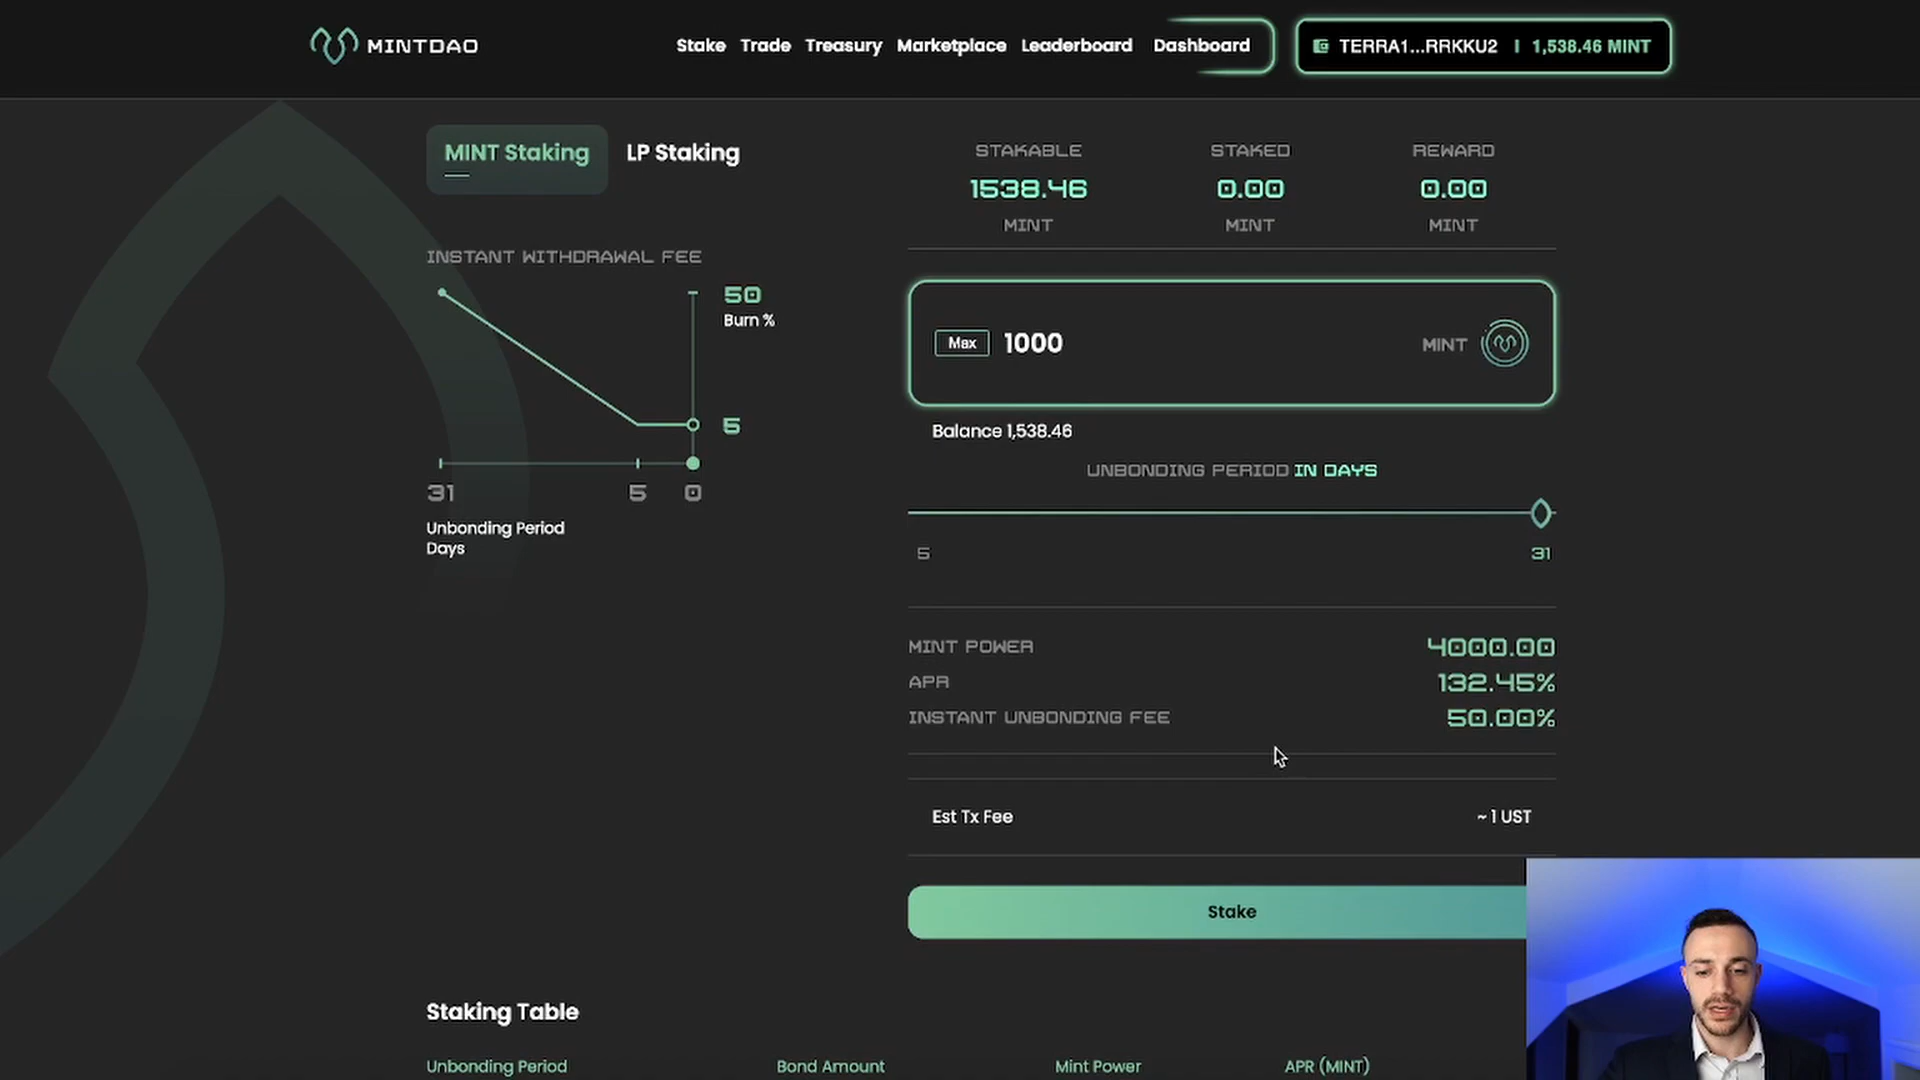 MINTDAO
Stake Trade Treasury Marketplace Leaderboard Dashboard
TERRA1...RRKKU2 | 1,538.46 MINT
MINT Staking LP Staking
STAKABLE STAKED REWARD
1538.46 0.00 0.00
MINT MINT MINT
INSTANT WITHDRAWAL FEE
50
Burn %
5
31 5 0
Unbonding Period
Days
Max 1000 MINT
Balance 1,538.46
UNBONDING PERIOD IN DAYS
5 31
MINT POWER 4000.00
APR 132.45%
INSTANT UNBONDING FEE 50.00%
Est Tx Fee ~ 1 UST
Stake
Staking Table
Unbonding Period Bond Amount Mint Power APR (MINT)